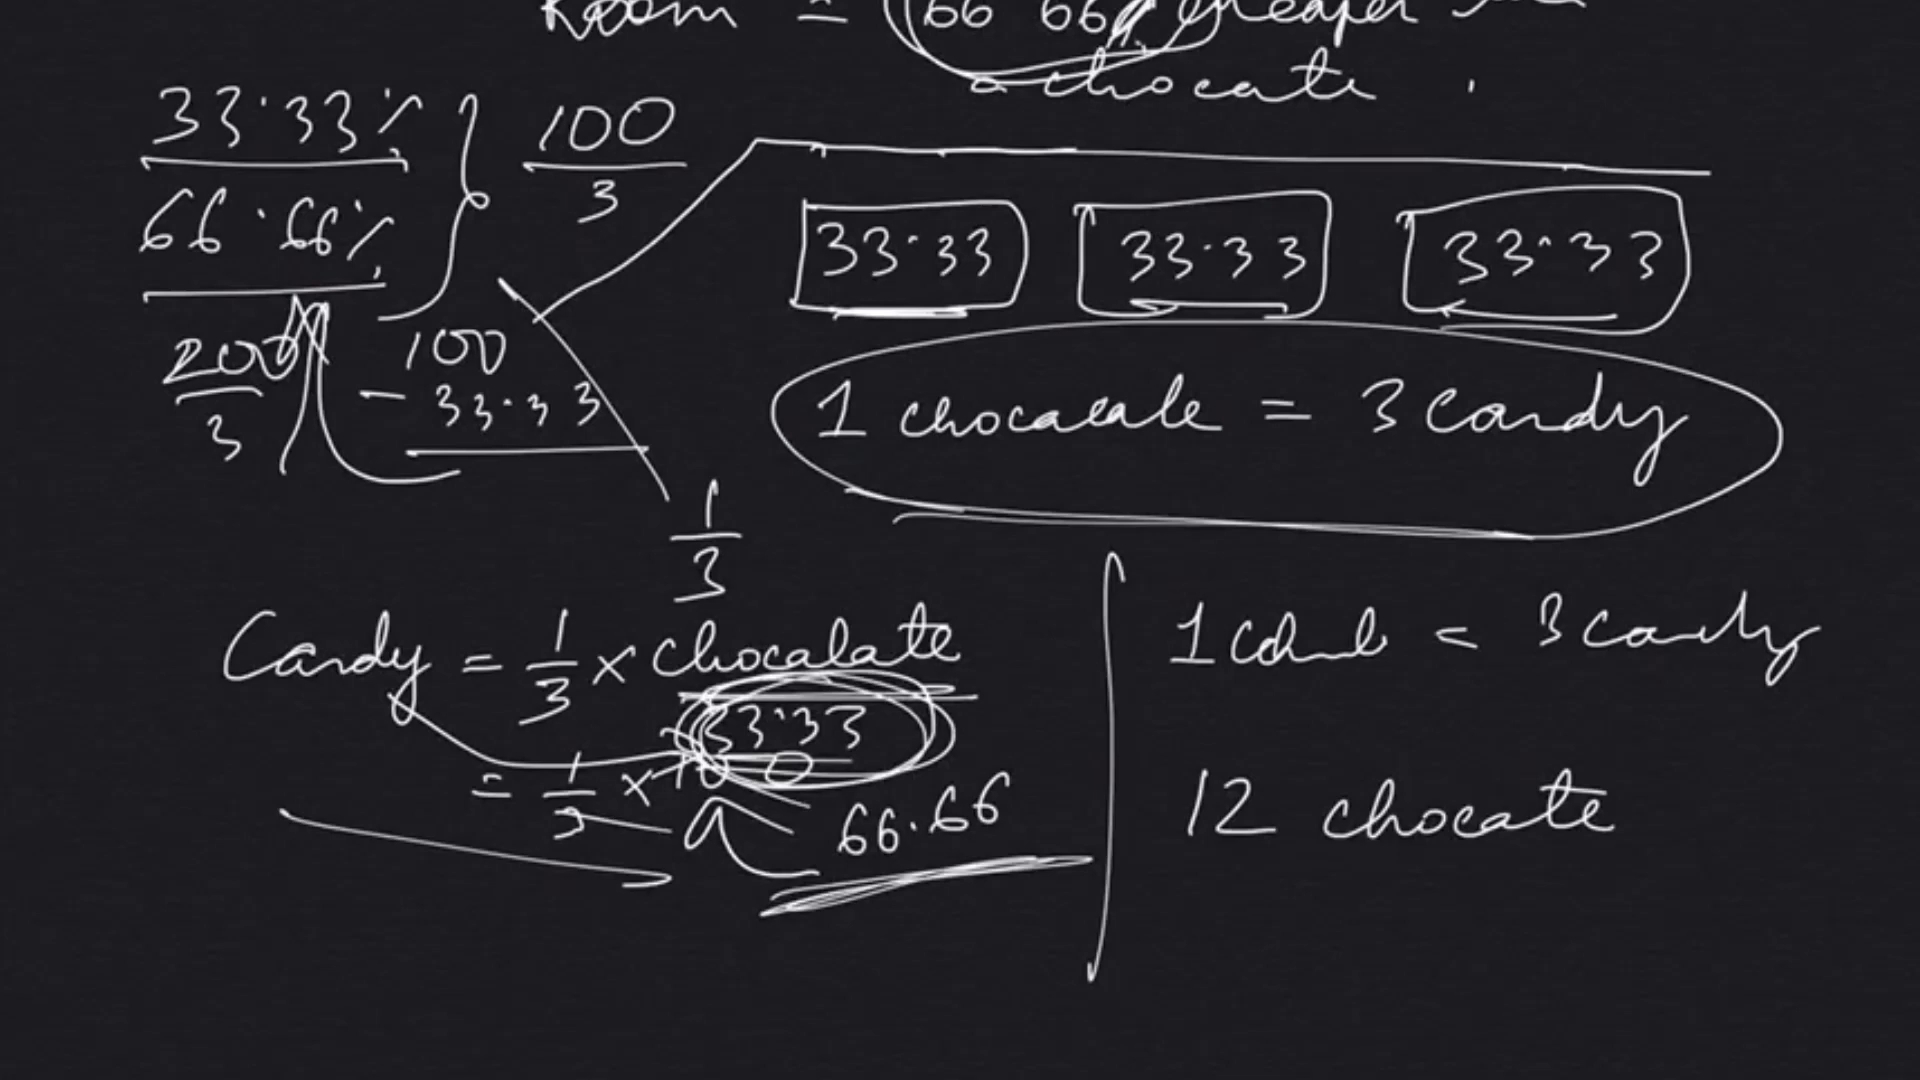 = 66 66% cheaper
a chocate .
33.33%
100
3
66.66%
33.33 33.33 33.33
200
3
100
- 33.33
1 chocalate = 3 candy
1
3
Candy = 1/3 × chocalate
33.33
= 1/3 × 100
66.66
1 = 3 candy
12 chocate